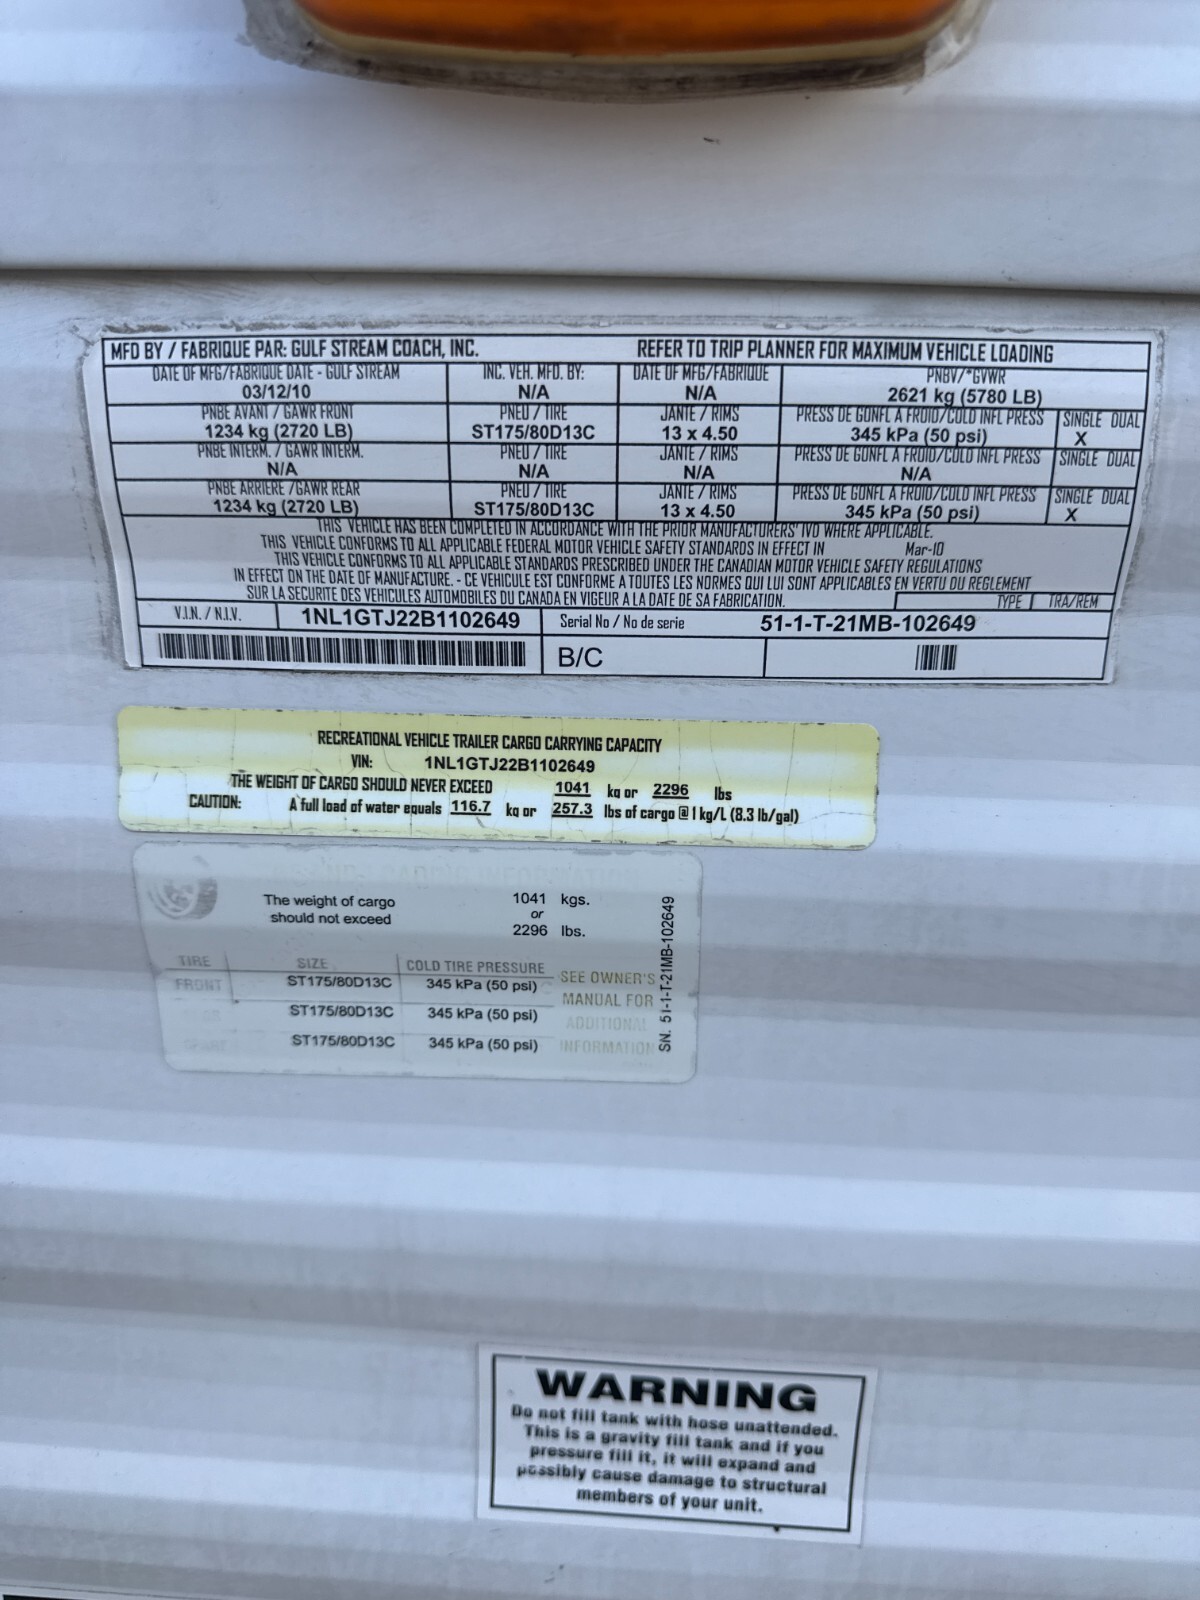 MFD BY / FABRIQUE PAR: GULF STREAM COACH, INC. REFER TO TRIP PLANNER FOR MAXIMUM VEHICLE LOADING
DATE OF MFG/FABRIQUE DATE - GULF STREAM INC. VEH. MFD. BY: DATE OF MFG/FABRIQUE PNBV/*GVWR
03/12/10 N/A N/A 2621 kg (5780 LB)
PNBE AVANT / GAWR FRONT PNEU / TIRE JANTE / RIMS PRESS DE GONFL A FROID/COLD INFL PRESS SINGLE DUAL
1234 kg (2720 LB) ST175/80D13C 13 x 4.50 345 kPa (50 psi) X
PNBE INTERM. / GAWR INTERM. PNEU / TIRE JANTE / RIMS PRESS DE GONFL A FROID/COLD INFL PRESS SINGLE DUAL
N/A N/A N/A N/A
PNBE ARRIERE /GAWR REAR PNEU / TIRE JANTE / RIMS PRESS DE GONFL A FROID/COLD INFL PRESS SINGLE DUAL
1234 kg (2720 LB) ST175/80D13C 13 x 4.50 345 kPa (50 psi) X
THIS VEHICLE HAS BEEN COMPLETED IN ACCORDANCE WITH THE PRIOR MANUFACTURERS' IVD WHERE APPLICABLE.
THIS VEHICLE CONFORMS TO ALL APPLICABLE FEDERAL MOTOR VEHICLE SAFETY STANDARDS IN EFFECT IN Mar-10
THIS VEHICLE CONFORMS TO ALL APPLICABLE STANDARDS PRESCRIBED UNDER THE CANADIAN MOTOR VEHICLE SAFETY REGULATIONS
IN EFFECT ON THE DATE OF MANUFACTURE. - CE VEHICULE EST CONFORME A TOUTES LES NORMES QUI LUI SONT APPLICABLES EN VERTU DU REGLEMENT
SUR LA SECURITE DES VEHICULES AUTOMOBILES DU CANADA EN VIGEUR A LA DATE DE SA FABRICATION. TYPE TRA/REM
V.I.N. / N.I.V. 1NL1GTJ22B1102649 Serial No / No de serie 51-1-T-21MB-102649
B/C
RECREATIONAL VEHICLE TRAILER CARGO CARRYING CAPACITY
VIN: 1NL1GTJ22B1102649
THE WEIGHT OF CARGO SHOULD NEVER EXCEED 1041 kg or 2296 lbs
CAUTION: A full load of water equals 116.7 kg or 257.3 lbs of cargo @ 1 kg/L (8.3 lb/gal)
The weight of cargo 1041 kgs.
should not exceed or
2296 lbs.
TIRE SIZE COLD TIRE PRESSURE SEE OWNER'S
FRONT ST175/80D13C 345 kPa (50 psi) MANUAL FOR
ST175/80D13C 345 kPa (50 psi) ADDITIONAL
ST175/80D13C 345 kPa (50 psi) INFORMATION
SN. 51-1-T-21MB-102649
WARNING
Do not fill tank with hose unattended.
This is a gravity fill tank and if you
pressure fill it, it will expand and
possibly cause damage to structural
members of your unit.